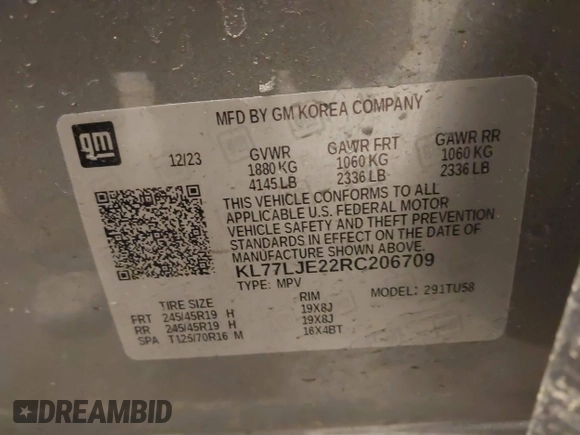 MFD BY GM KOREA COMPANY
gm
12/23 GVWR GAWR FRT GAWR RR
1880 KG 1060 KG 1060 KG
4145 LB 2336 LB 2336 LB
THIS VEHICLE CONFORMS TO ALL
APPLICABLE U.S. FEDERAL MOTOR
VEHICLE SAFETY AND THEFT PREVENTION
STANDARDS IN EFFECT ON THE DATE OF
MANUFACTURE SHOWN ABOVE.
KL77LJE22RC206709
TYPE: MPV MODEL: 291TU58
TIRE SIZE RIM
FRT 245/45R19 H 19X8J
RR 245/45R19 H 19X8J
SPA T125/70R16 M 16X4BT
DREAMBID